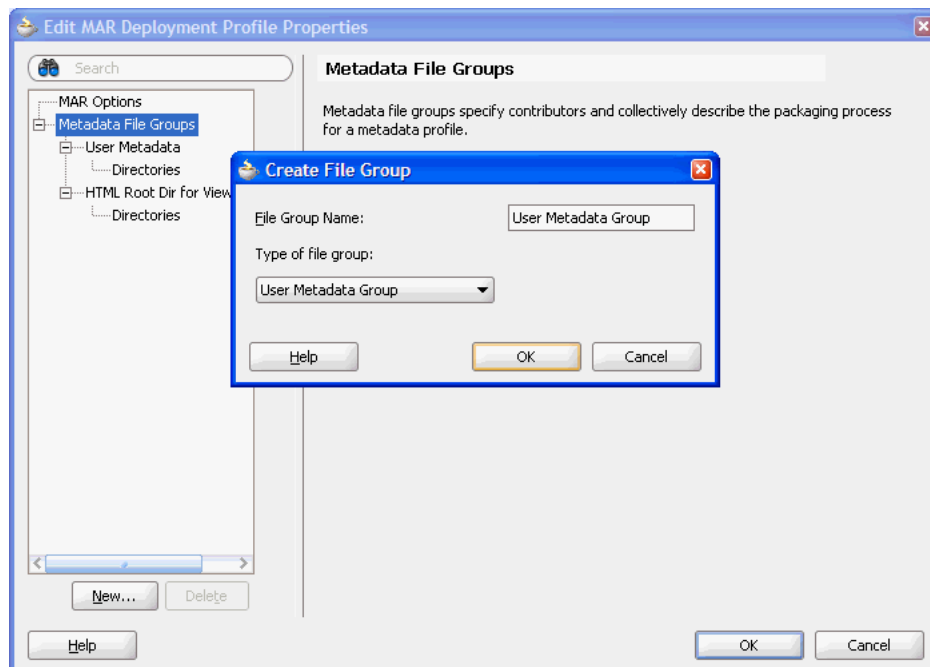 Edit MAR Deployment Profile Properties
Search
MAR Options
Metadata File Groups
User Metadata
Directories
HTML Root Dir for View
Directories
Metadata File Groups
Metadata file groups specify contributors and collectively describe the packaging process
for a metadata profile.
Create File Group
File Group Name:
User Metadata Group
Type of file group:
User Metadata Group
Help
OK
Cancel
New...
Delete
Help
OK
Cancel